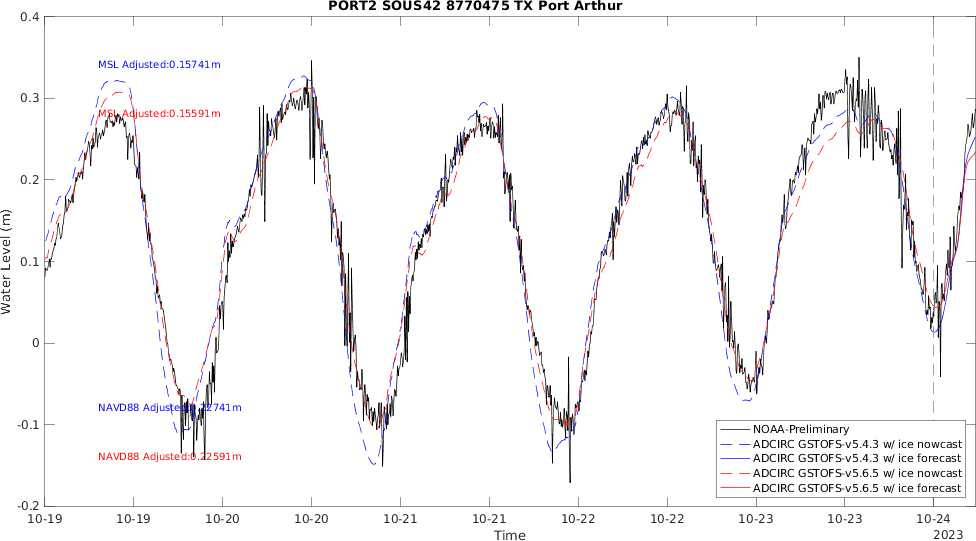 PORT2 SOUS42 8770475 TX Port Arthur
0.4
0.3
0.2
0.1
0
-0.1
-0.2
Water Level (m)
MSL Adjusted:0.15741m
MSL Adjusted:0.15591m
NAVD88 Adjusted:0.22741m
NAVD88 Adjusted:0.22591m
NOAA-Preliminary
ADCIRC GSTOFS-v5.4.3 w/ ice nowcast
ADCIRC GSTOFS-v5.4.3 w/ ice forecast
ADCIRC GSTOFS-v5.6.5 w/ ice nowcast
ADCIRC GSTOFS-v5.6.5 w/ ice forecast
10-19 10-19 10-20 10-20 10-21 10-21 10-22 10-22 10-23 10-23 10-24
Time
2023